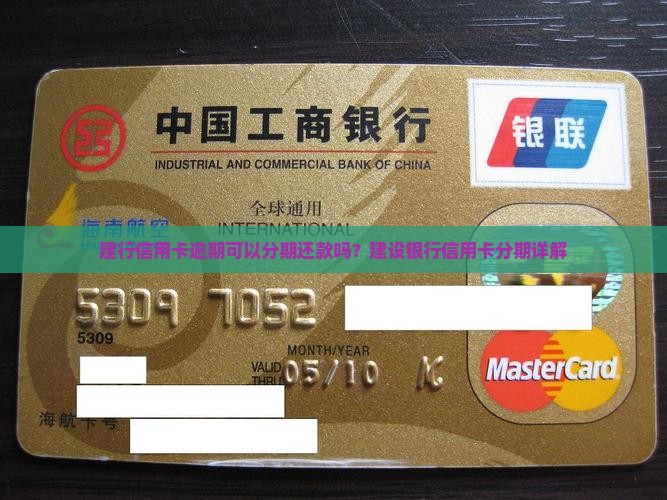 中国工商银行
INDUSTRIAL AND COMMERCIAL BANK OF CHINA
银联
全球通用
海南航空
INTERNATIONAL
建行信用卡逾期可以分期还款吗？建设银行信用卡分期详解
5309 7052
5309
MONTH/YEAR
VALID
THRU
05/10
MasterCard
海航卡号